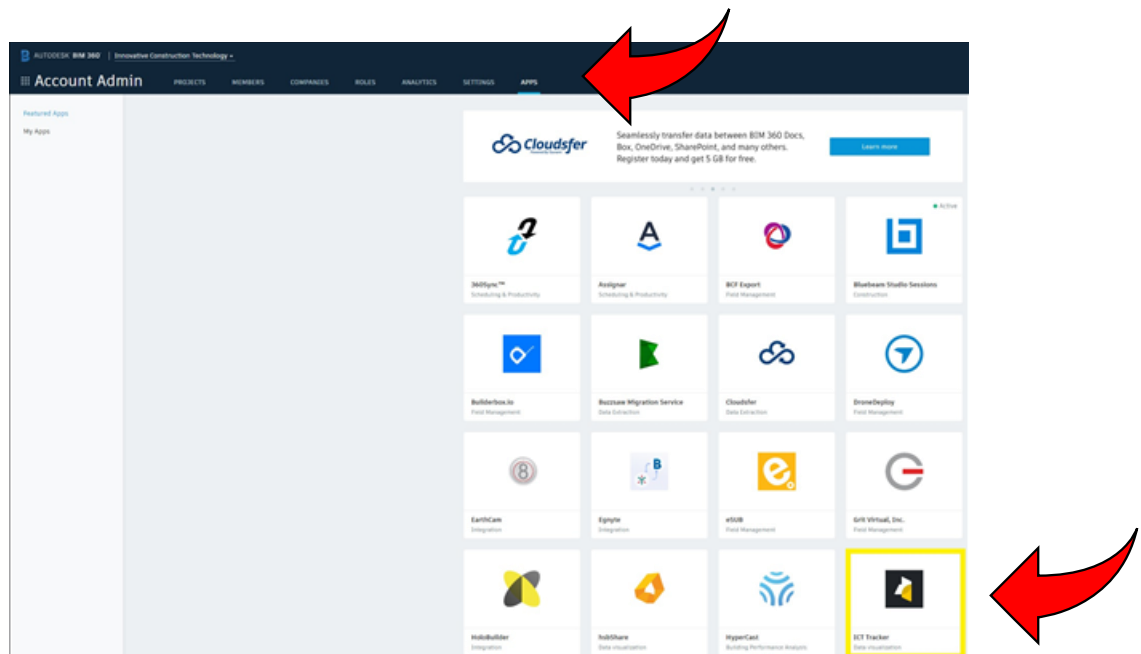 AUTODESK BIM 360 | Innovative Construction Technology
Account Admin PROJECTS MEMBERS COMPANIES ROLES ANALYTICS SETTINGS APPS
Featured Apps
My Apps
Cloudsfer
Seamlessly transfer data between BIM 360 Docs,
Box, OneDrive, SharePoint, and many others.
Register today and get 5 GB for free.
Learn more
Active
360Sync™ Assignar BCF Export Bluebeam Studio Sessions
Scheduling & Productivity Scheduling & Productivity Field Management Construction
Builderbox.io Buzzsaw Migration Service Cloudsfer DroneDeploy
Field Management Data Extraction Data Extraction Field Management
8
B
e
EarthCam Egnyte eSUB Grit Virtual, Inc.
Integration Integration Field Management Field Management
HoloBuilder hsbShare HyperCast ICT Tracker
Integration Data visualization Building Performance Analysis Data visualization